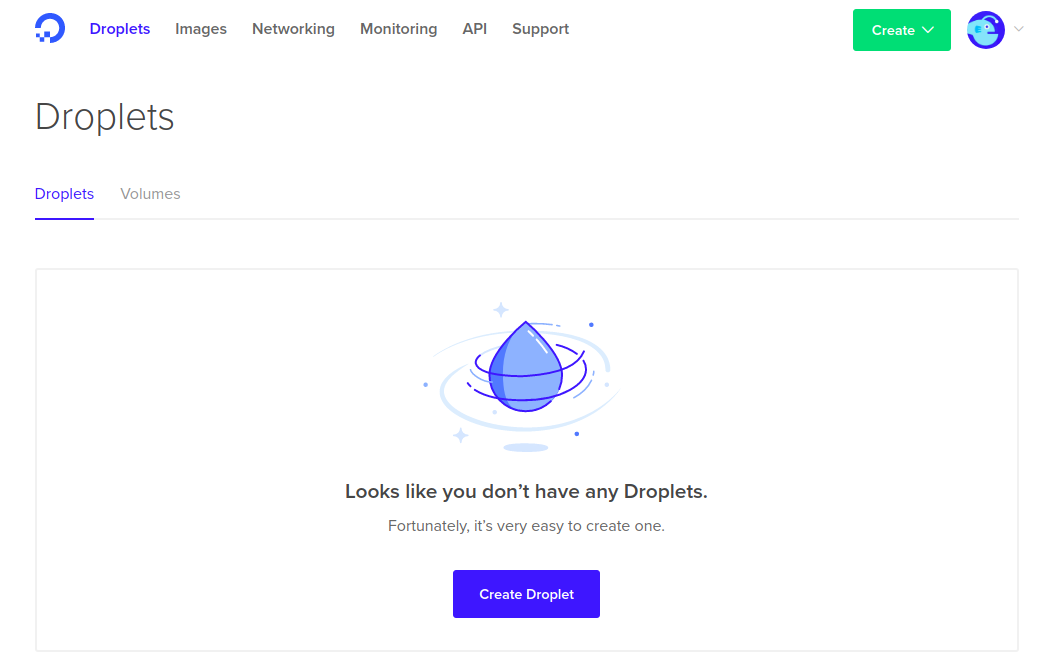 Droplets Images Networking Monitoring API Support Create
Droplets
Droplets Volumes
Looks like you don’t have any Droplets.
Fortunately, it’s very easy to create one.
Create Droplet